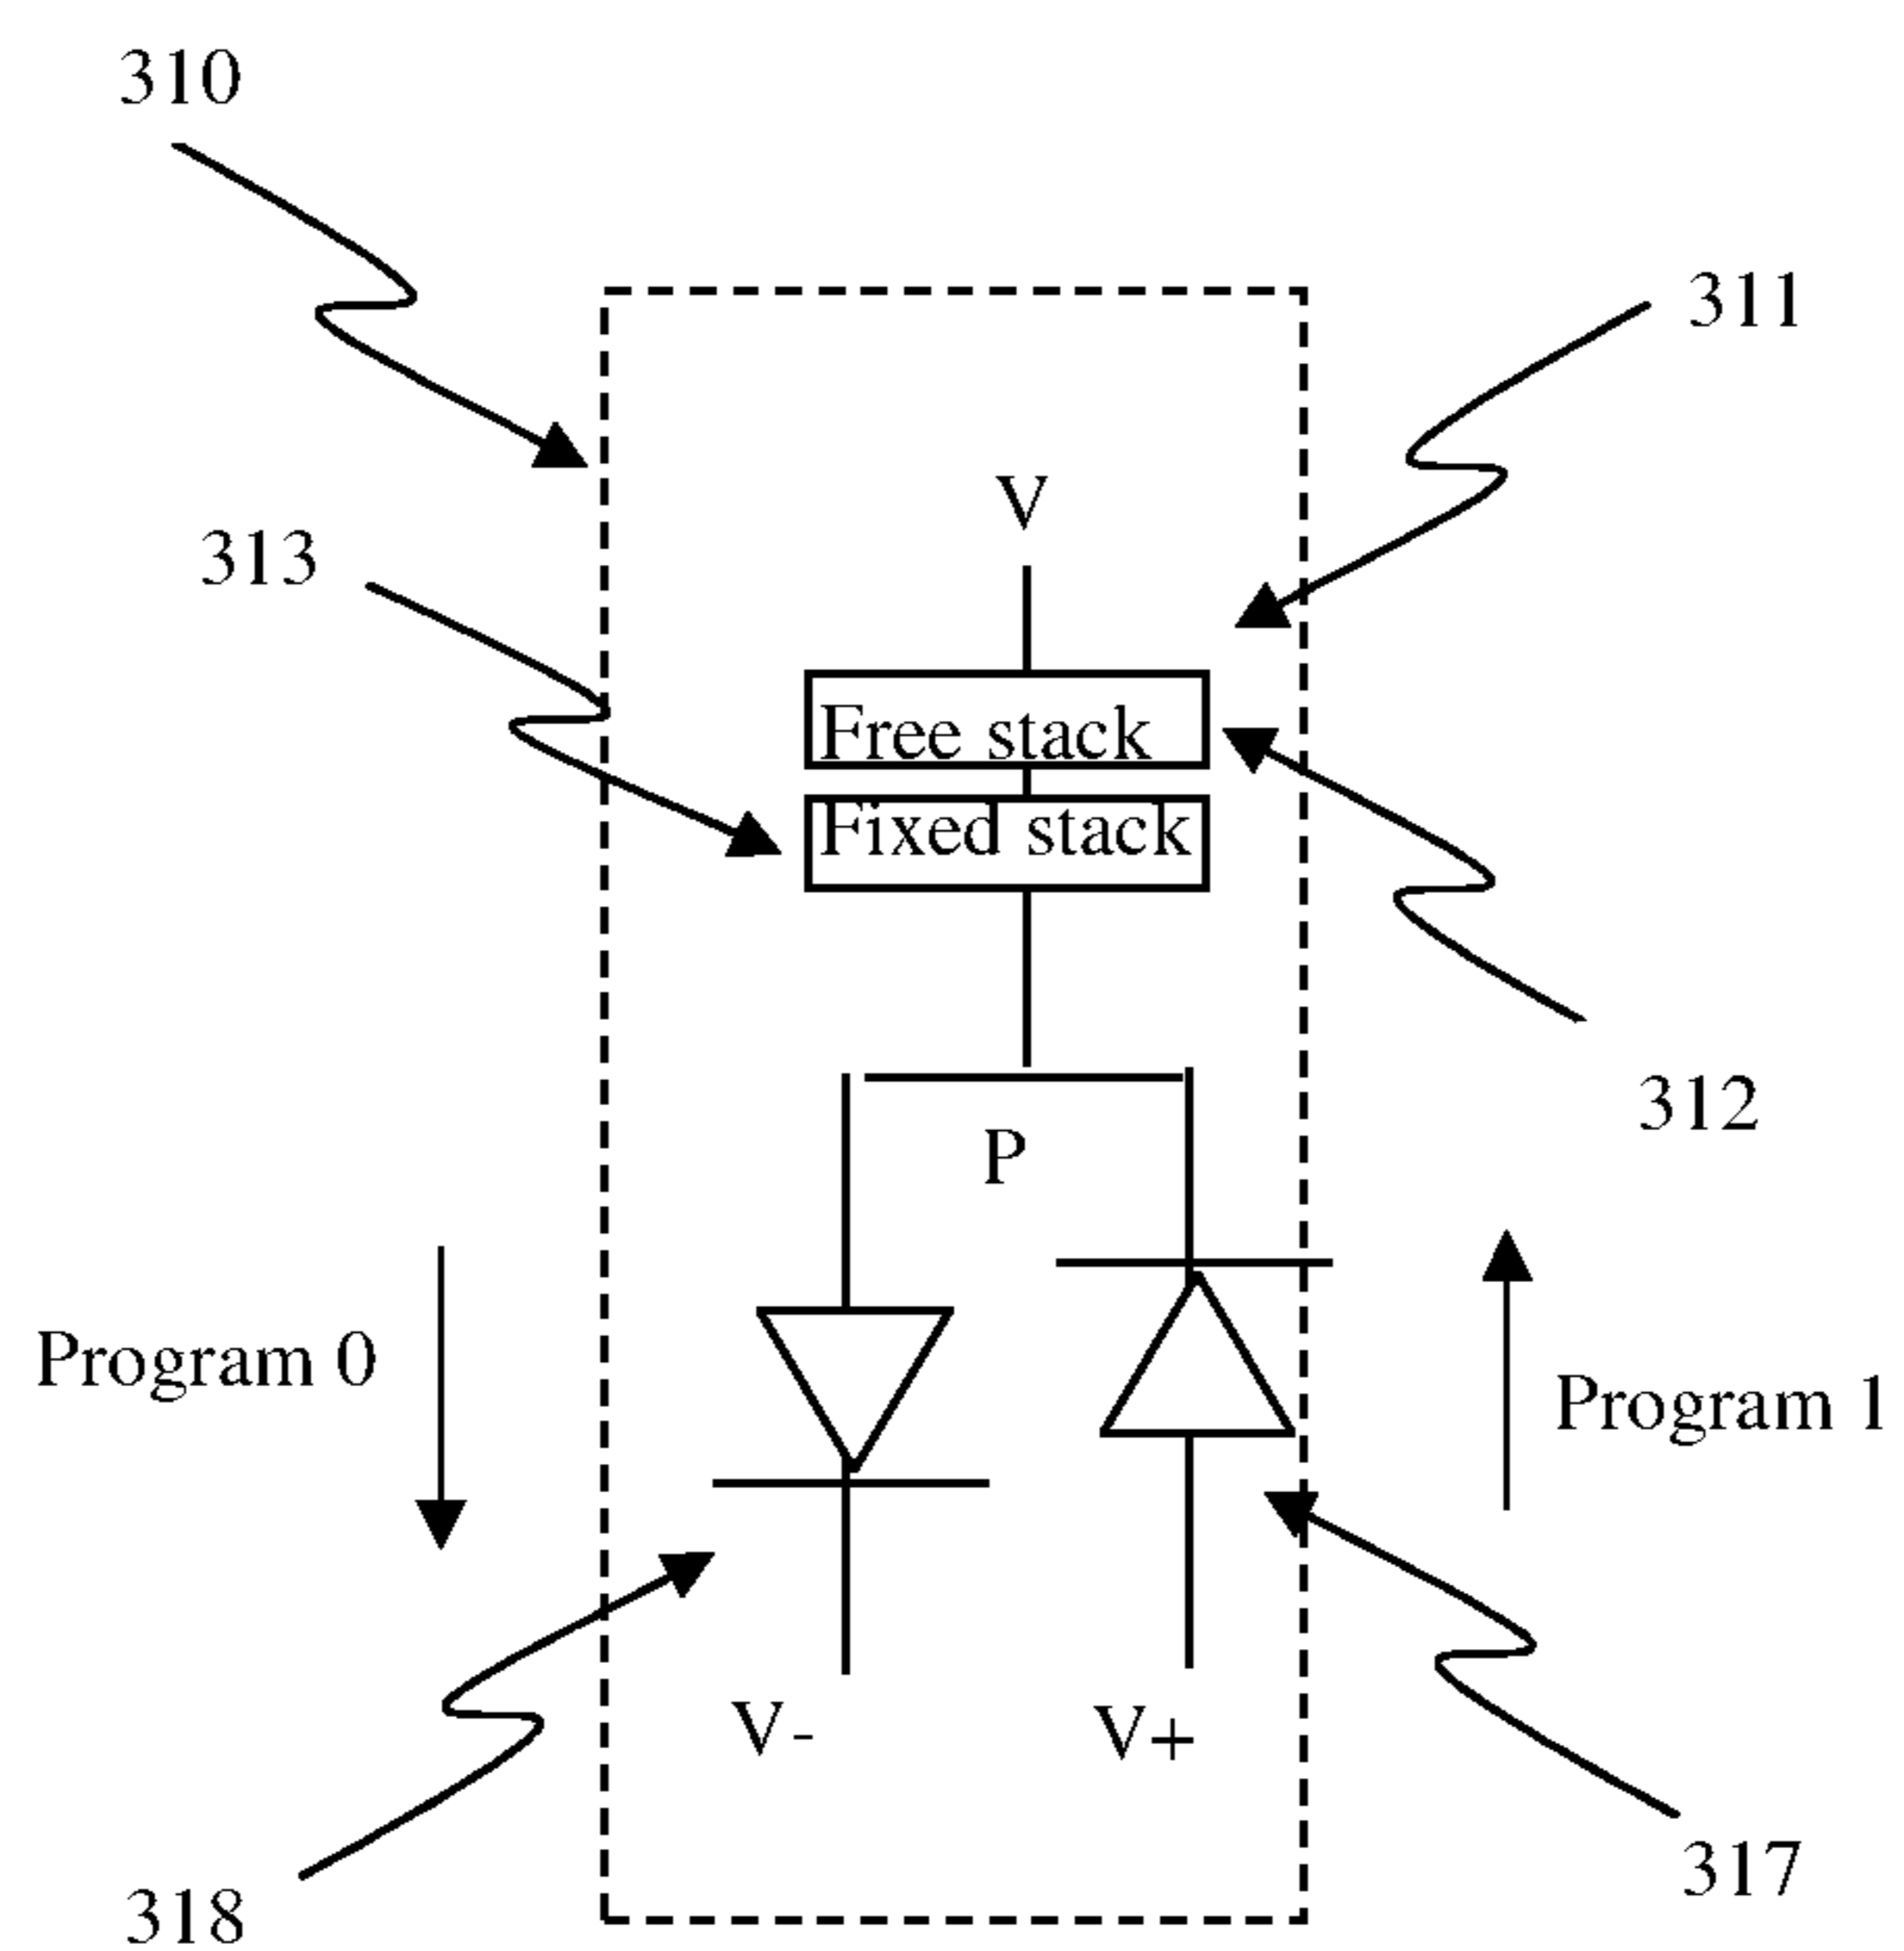 310
311
V
313
Free stack
Fixed stack
312
P
Program 0
Program 1
V-
V+
317
318